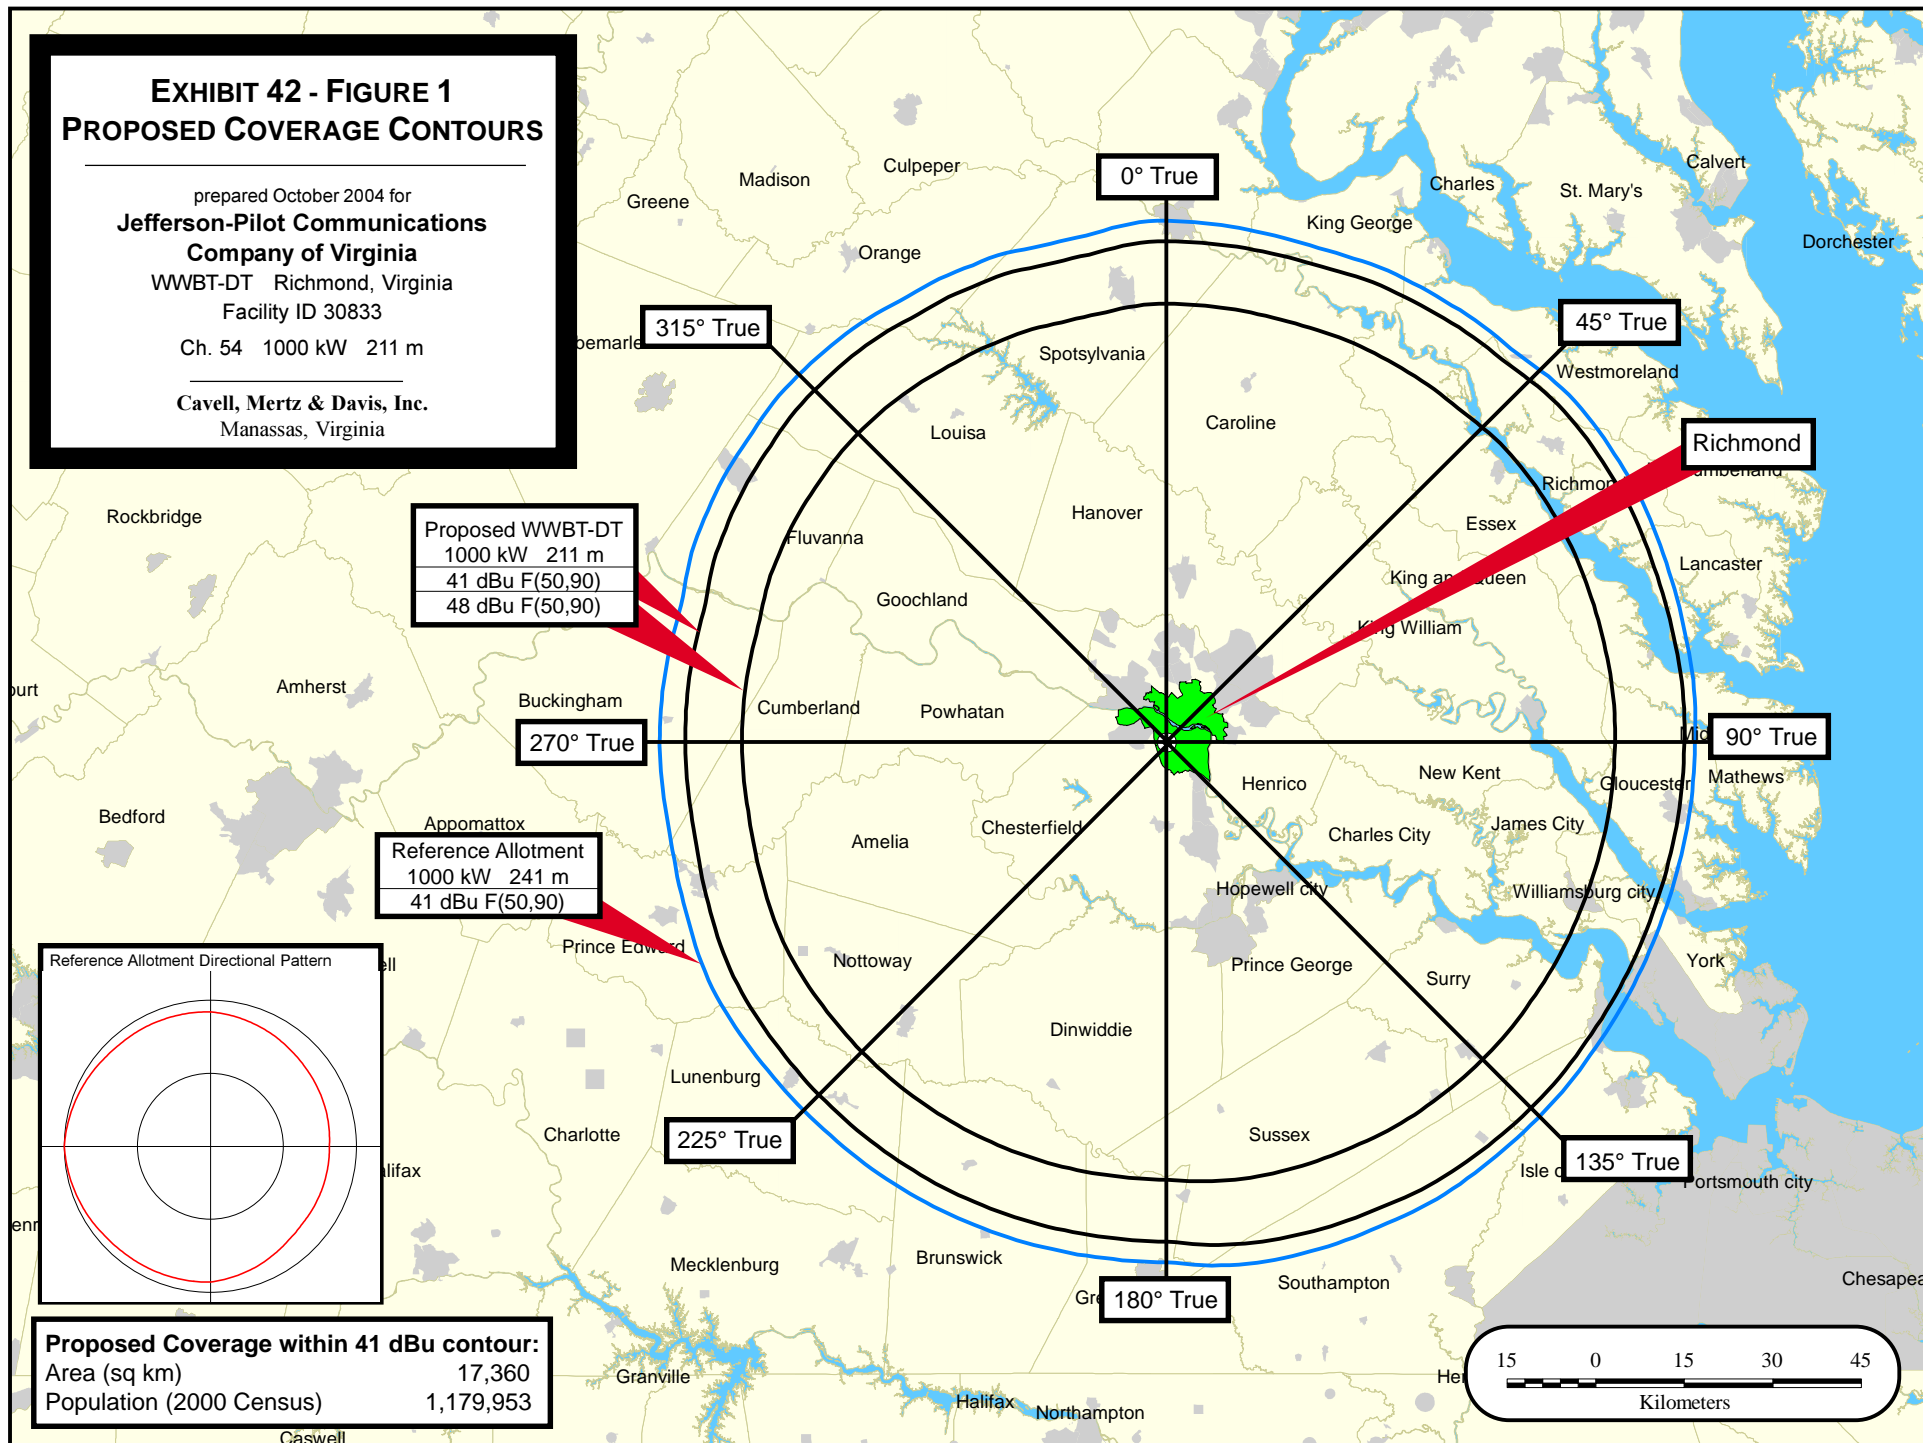 EXHIBIT 42 - FIGURE 1
PROPOSED COVERAGE CONTOURS
prepared October 2004 for
Jefferson-Pilot Communications
Company of Virginia
WWBT-DT Richmond, Virginia
Facility ID 30833
Ch. 54 1000 kW 211 m
Cavell, Mertz & Davis, Inc.
Manassas, Virginia
0° True
45° True
90° True
135° True
180° True
225° True
270° True
315° True
Richmond
Proposed WWBT-DT
1000 kW 211 m
41 dBu F(50,90)
48 dBu F(50,90)
Reference Allotment
1000 kW 241 m
41 dBu F(50,90)
Culpeper
Madison
Greene
Orange
Charles
St. Mary's
Calvert
King George
Dorchester
Spotsylvania
Westmoreland
Caroline
Louisa
Rockbridge
Hanover
Essex
Fluvanna
Lancaster
Goochland
King William
Amherst
Buckingham
Cumberland
Powhatan
Henrico
New Kent
Gloucester
Mathews
Bedford
Appomattox
Amelia
Chesterfield
Charles City
James City
Hopewell city
Williamsburg city
Prince Edward
Nottoway
Prince George
Surry
York
Dinwiddie
Lunenburg
Charlotte
Sussex
Portsmouth city
Mecklenburg
Brunswick
Southampton
Granville
Halifax
Northampton
Caswell
Reference Allotment Directional Pattern
Proposed Coverage within 41 dBu contour:
Area (sq km) 17,360
Population (2000 Census) 1,179,953
15 0 15 30 45
Kilometers